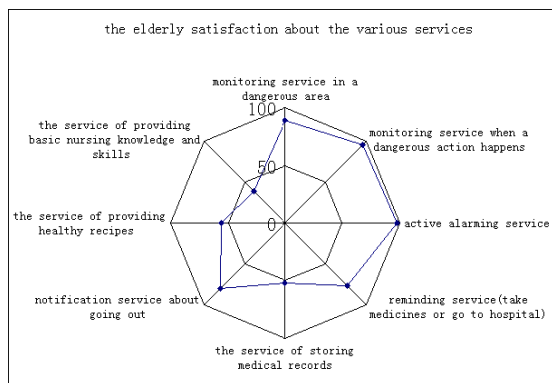 the elderly satisfaction about the various services
monitoring service in a
dangerous area
100
the service of providing
basic nursing knowledge and
skills
monitoring service when a
dangerous action happens
50
the service of providing
healthy recipes
0
active alarming service
notification service about
going out
reminding service(take
medicines or go to hospital)
the service of storing
medical records